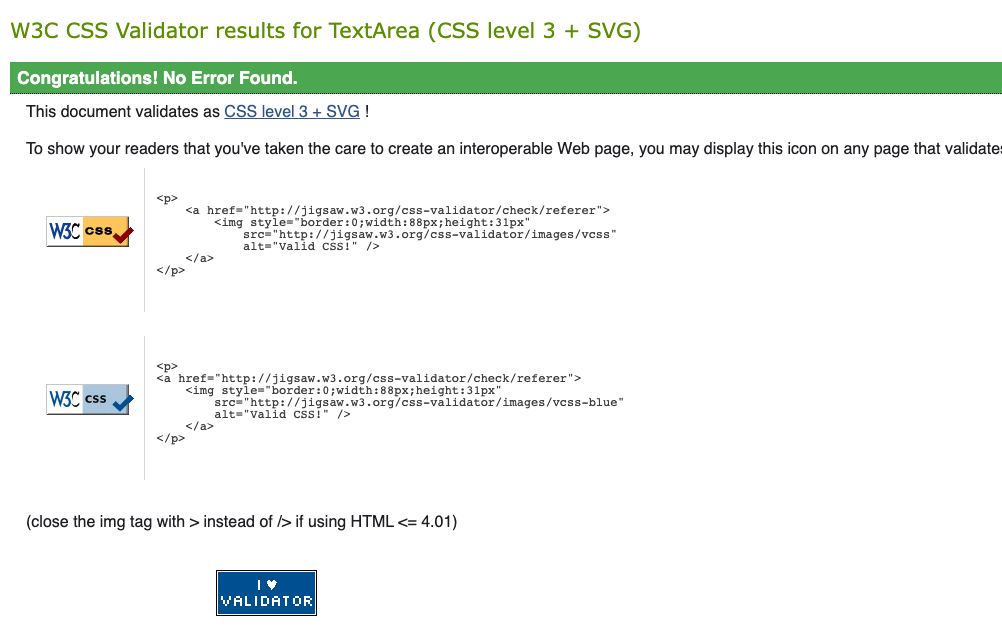 W3C CSS Validator results for TextArea (CSS level 3 + SVG)
Congratulations! No Error Found.
This document validates as CSS level 3 + SVG !
To show your readers that you've taken the care to create an interoperable Web page, you may display this icon on any page that validates
<p>
<a href="http://jigsaw.w3.org/css-validator/check/referer">
<img style="border:0;width:88px;height:31px"
W3C css
src="http://jigsaw.w3.org/css-validator/images/vcss"
alt="Valid CSS!" />
</a>
</p>
<p>
<a href="http://jigsaw.w3.org/css-validator/check/referer">
<img style="border:0;width:88px;height:31px"
W3C css
src="http://jigsaw.w3.org/css-validator/images/vcss-blue"
alt="Valid CSS!" />
</a>
</p>
(close the img tag with > instead of /> if using HTML <= 4.01)
I ♥
VALIDATOR